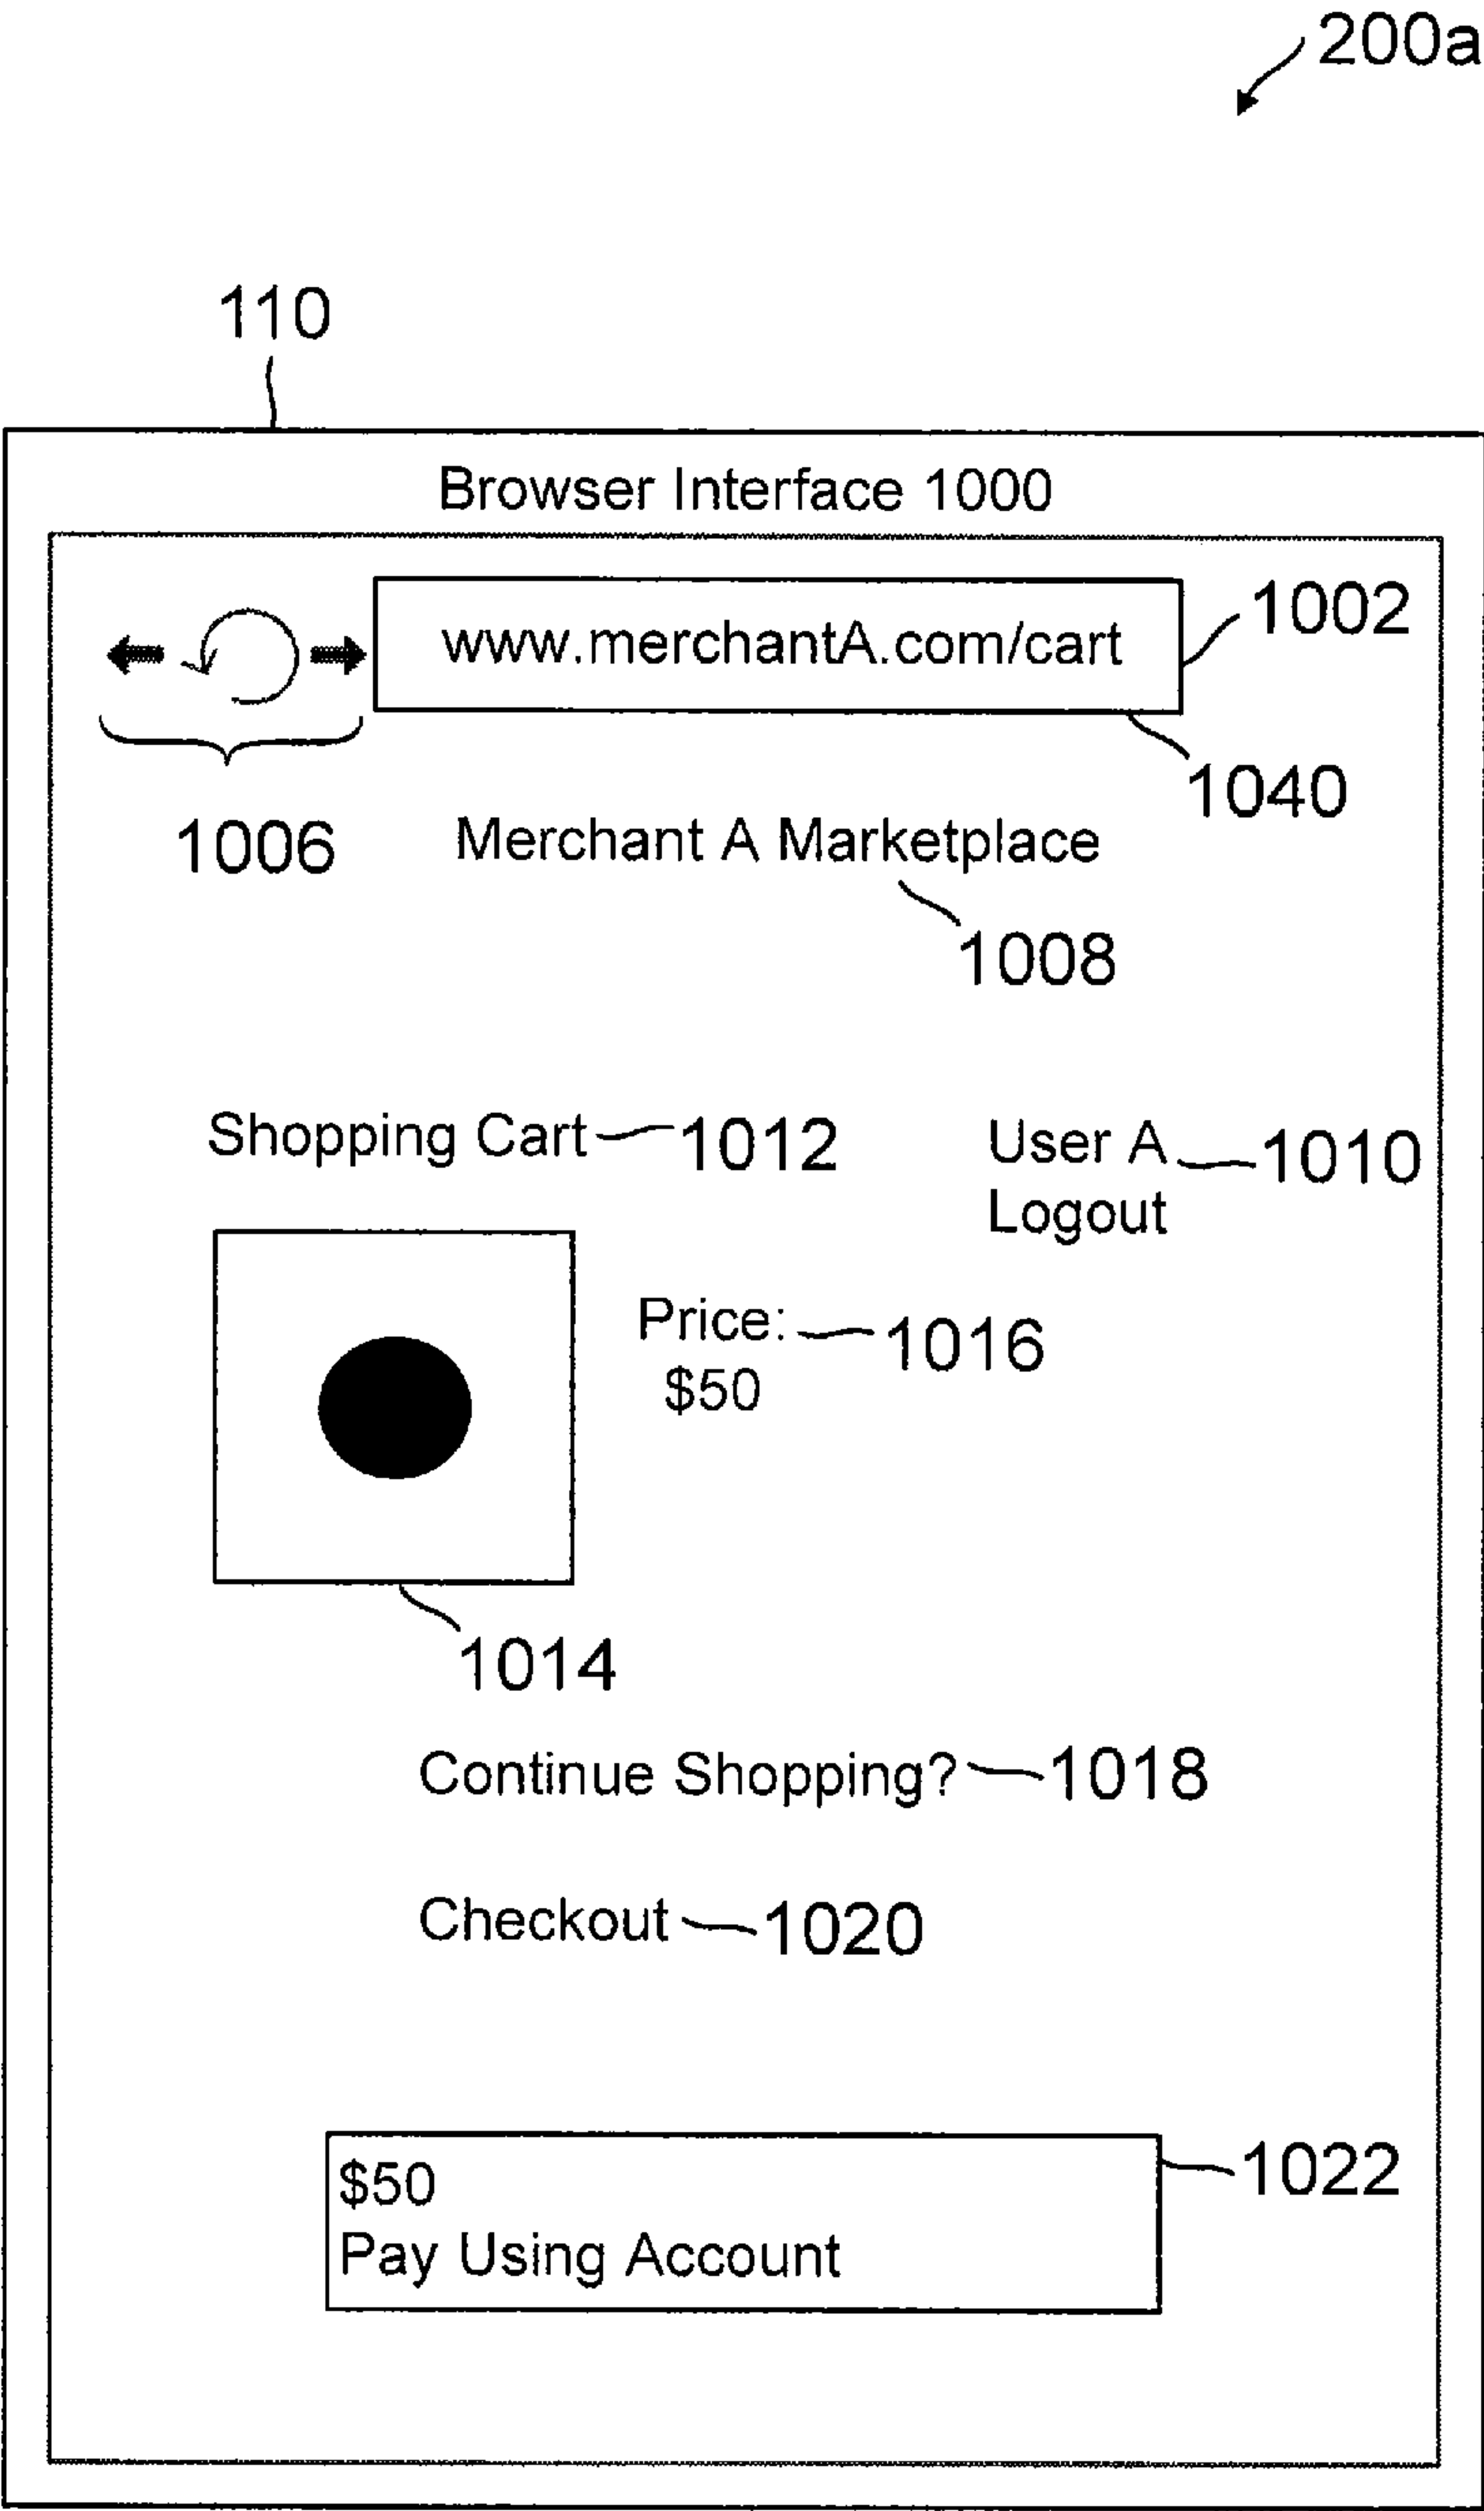 200a
110
Browser Interface 1000
www.merchantA.com/cart
1002
1040
1006
Merchant A Marketplace
1008
Shopping Cart 1012
User A 1010
Logout
Price: 1016
$50
1014
Continue Shopping? 1018
Checkout 1020
$50
1022
Pay Using Account